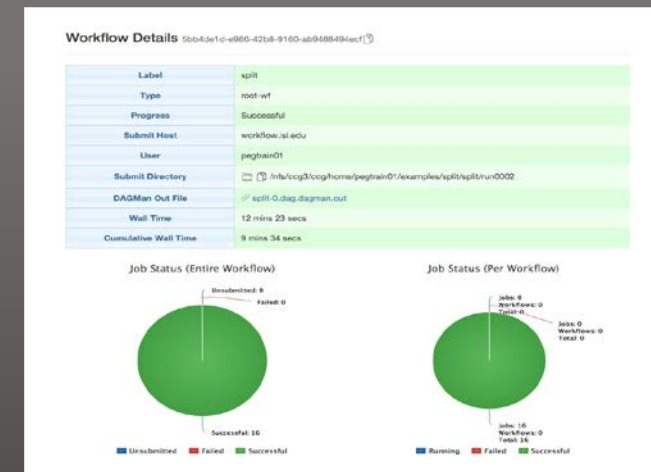 Workflow Details 5bb4de1d-e986-42b8-9160-ab9488494ecf
Label split
Type root-wf
Progress Successful
Submit Host workflow.isi.edu
User pegtrain01
Submit Directory /nfs/ccg3/ccg/home/pegtrain01/examples/split/split/run0002
DAGMan Out File split-0.dag.dagman.out
Wall Time 12 mins 23 secs
Cumulative Wall Time 9 mins 34 secs
Job Status (Entire Workflow)
Unsubmitted: 0
Failed: 0
Successful: 16
Unsubmitted Failed Successful
Job Status (Per Workflow)
Jobs: 0
Workflows: 0
Total: 0
Jobs: 0
Workflows: 0
Total: 0
Jobs: 16
Workflows: 0
Total: 16
Running Failed Successful